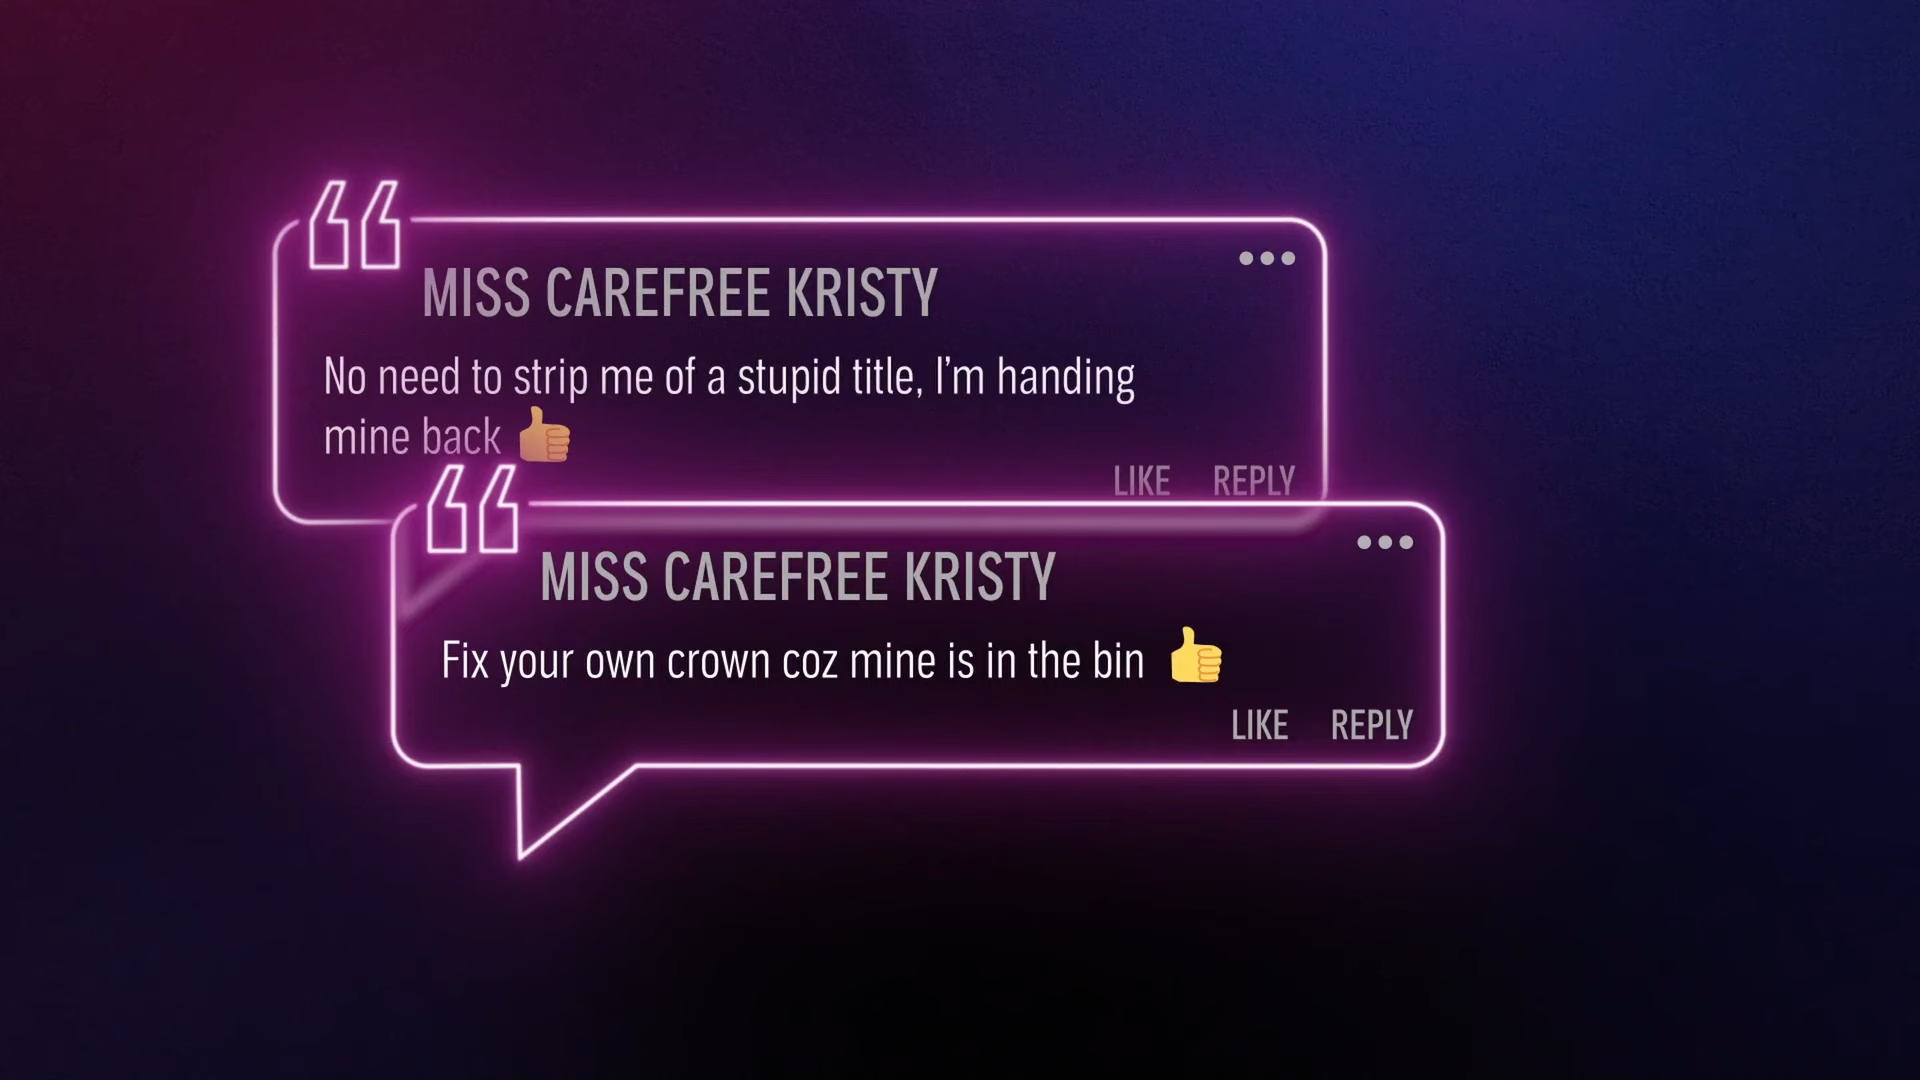 MISS CAREFREE KRISTY
No need to strip me of a stupid title, I'm handing
mine back 👍
LIKE REPLY
MISS CAREFREE KRISTY
Fix your own crown coz mine is in the bin 👍
LIKE REPLY